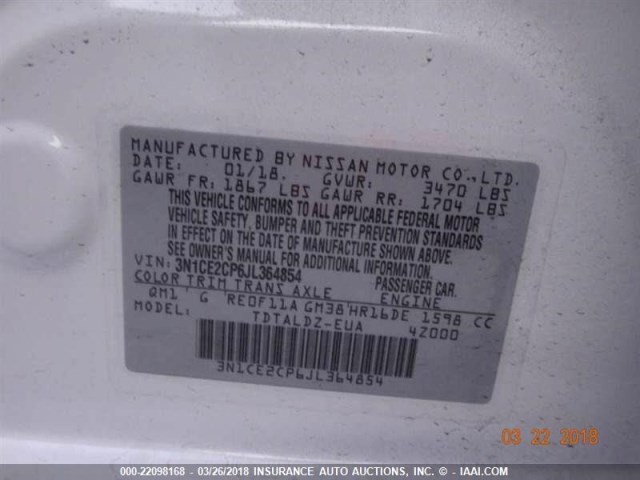 MANUFACTURED BY NISSAN MOTOR CO.,LTD.
DATE: 01/18. GVWR: 3470 LBS
GAWR FR: 1867 LBS GAWR RR: 1704 LBS
THIS VEHICLE CONFORMS TO ALL APPLICABLE FEDERAL MOTOR
VEHICLE SAFETY, BUMPER AND THEFT PREVENTION STANDARDS
IN EFFECT ON THE DATE OF MANUFACTURE SHOWN ABOVE.
SEE OWNER'S MANUAL FOR ADDITIONAL INFORMATION
VIN: 3N1CE2CP6JL364854 PASSENGER CAR.
COLOR TRIM TRANS AXLE ENGINE
QM1 G RE0F11A GM38 HR16DE 1598 CC
MODEL: TDTALDZ-EUA 4Z000
3N1CE2CP6JL364854
03 22 2018
000-22098168 - 03/26/2018 INSURANCE AUTO AUCTIONS, INC. - © IAAI.COM